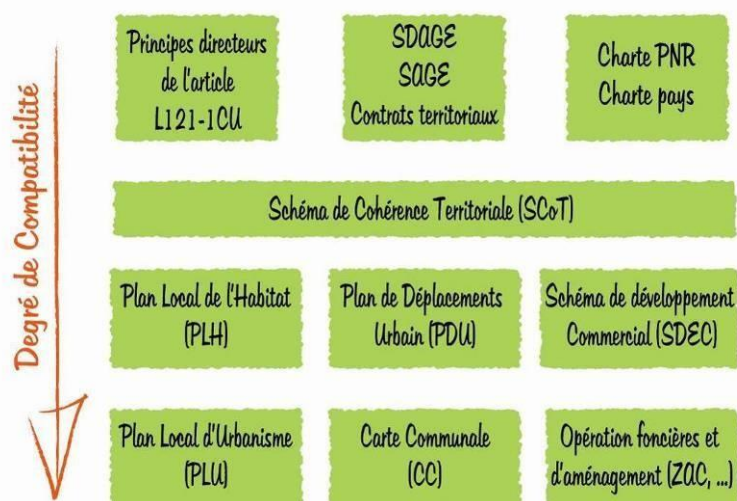 Degré de Compatibilité
Principes directeurs
de l'article
L121-1CU
SDAGE
SAGE
Contrats territoriaux
Charte PNR
Charte pays
Schéma de Cohérence Territoriale (SCoT)
Plan Local de l'Habitat
(PLH)
Plan de Déplacements
Urbain (PDU)
Schéma de développement
Commercial (SDEC)
Plan Local d'Urbanisme
(PLU)
Carte Communale
(CC)
Opération foncières et
d'aménagement (ZAC, ...)